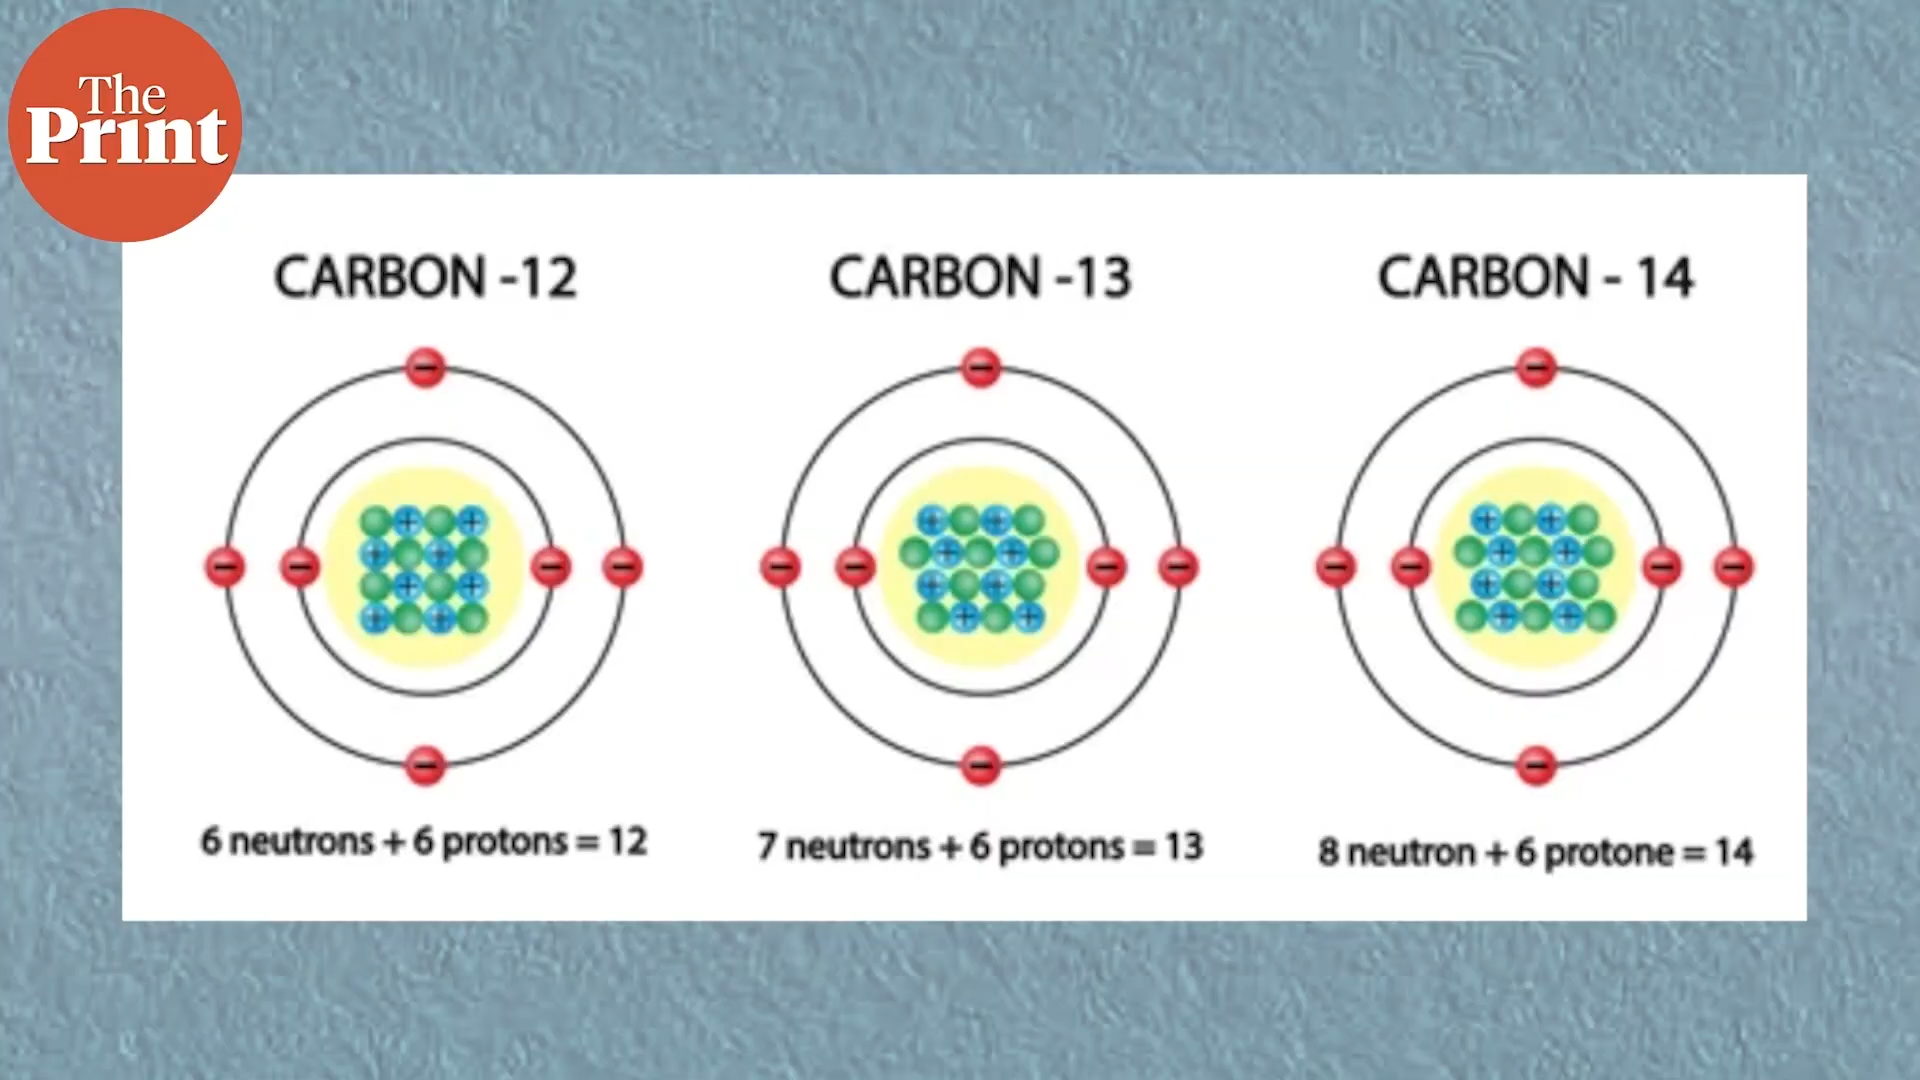 The
Print
CARBON -12
CARBON -13
CARBON - 14
6 neutrons + 6 protons = 12
7 neutrons + 6 protons = 13
8 neutron + 6 protone = 14